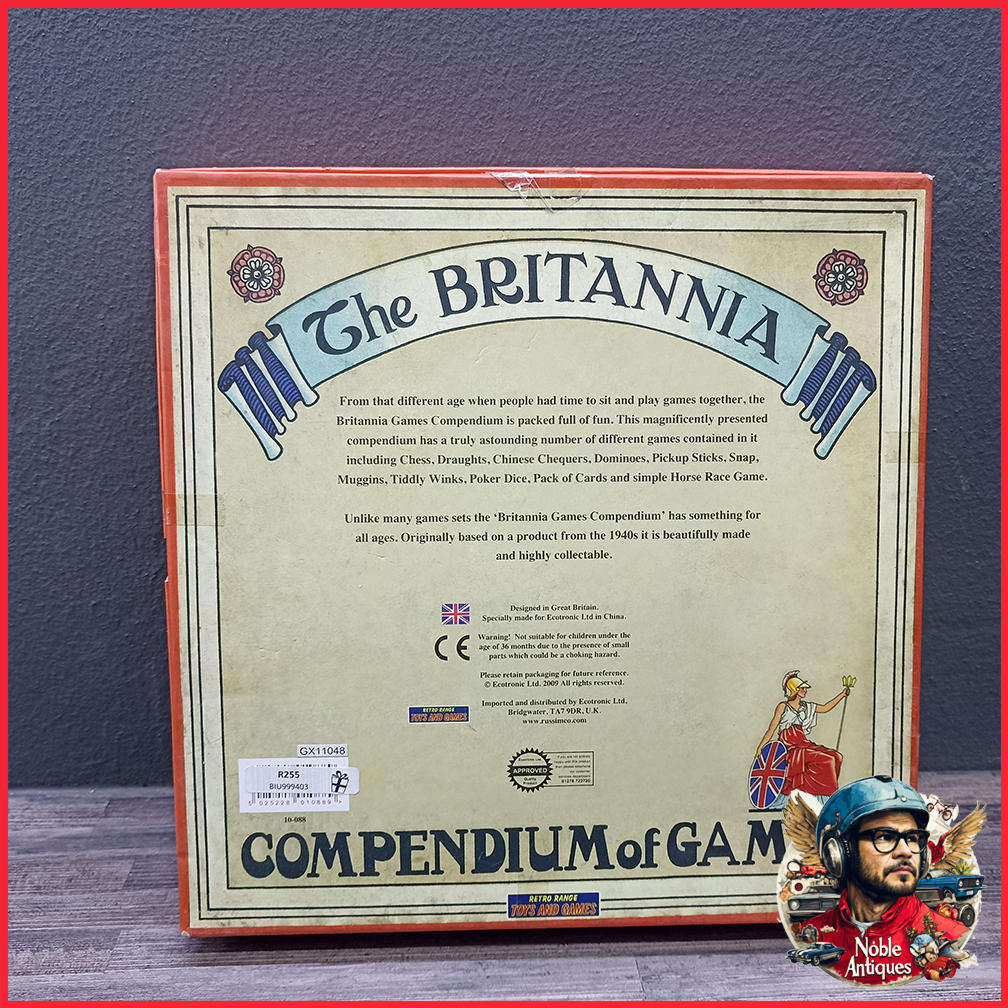 The BRITANNIA
From that different age when people had time to sit and play games together, the
Britannia Games Compendium is packed full of fun. This magnificently presented
compendium has a truly astounding number of different games contained in it
including Chess, Draughts, Chinese Chequers, Dominoes, Pickup Sticks, Snap,
Muggins, Tiddly Winks, Poker Dice, Pack of Cards and simple Horse Race Game.
Unlike many games sets the 'Britannia Games Compendium' has something for
all ages. Originally based on a product from the 1940s it is beautifully made
and highly collectable.
Designed in Great Britain.
Specially made for Ecotronic Ltd in China.
CE
Warning! Not suitable for children under the
age of 36 months due to the presence of small
parts which could be a choking hazard.
Please retain packaging for future reference.
© Ecotronic Ltd. 2009 All rights reserved.
RETRO RANGE
TOYS AND GAMES
Imported and distributed by Ecotronic Ltd.
Bridgwater, TA7 9DR, U.K.
www.russimco.com
APPROVED
GX11048
R255
BIU999403
5 025228 010889
10-088
COMPENDIUM of GAM
RETRO RANGE
TOYS AND GAMES
Noble
Antiques